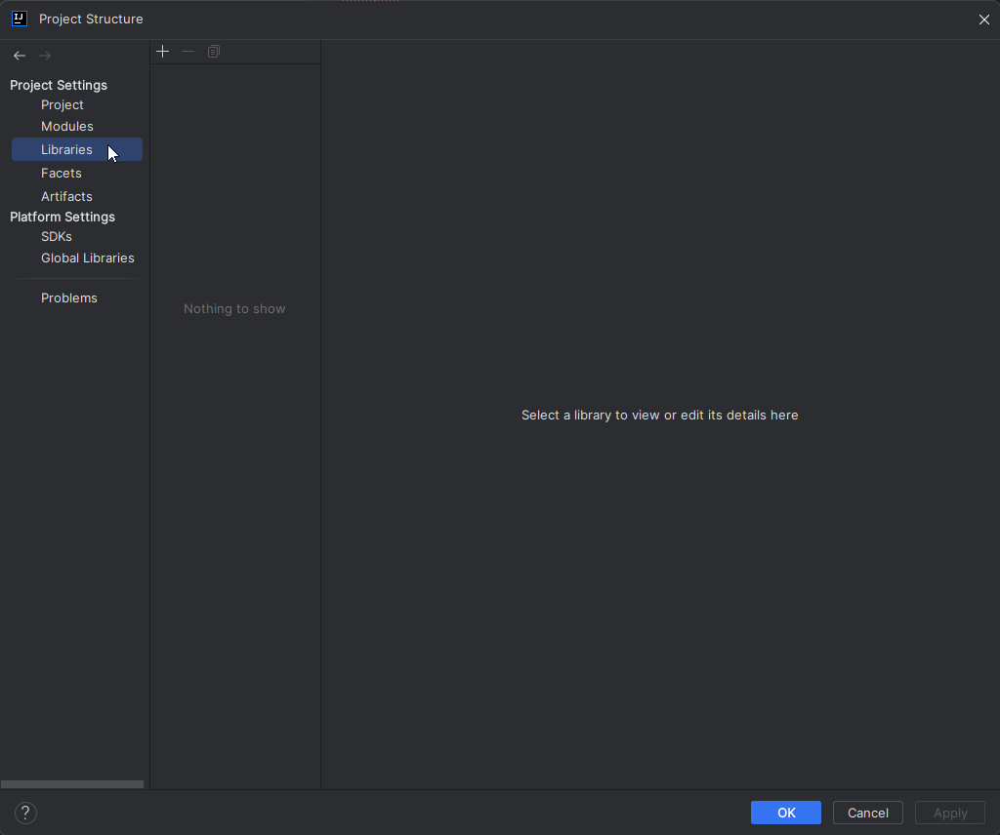 Project Structure
Project Settings
Project
Modules
Libraries
Facets
Artifacts
Platform Settings
SDKs
Global Libraries
Problems
Nothing to show
Select a library to view or edit its details here
?
OK
Cancel
Apply